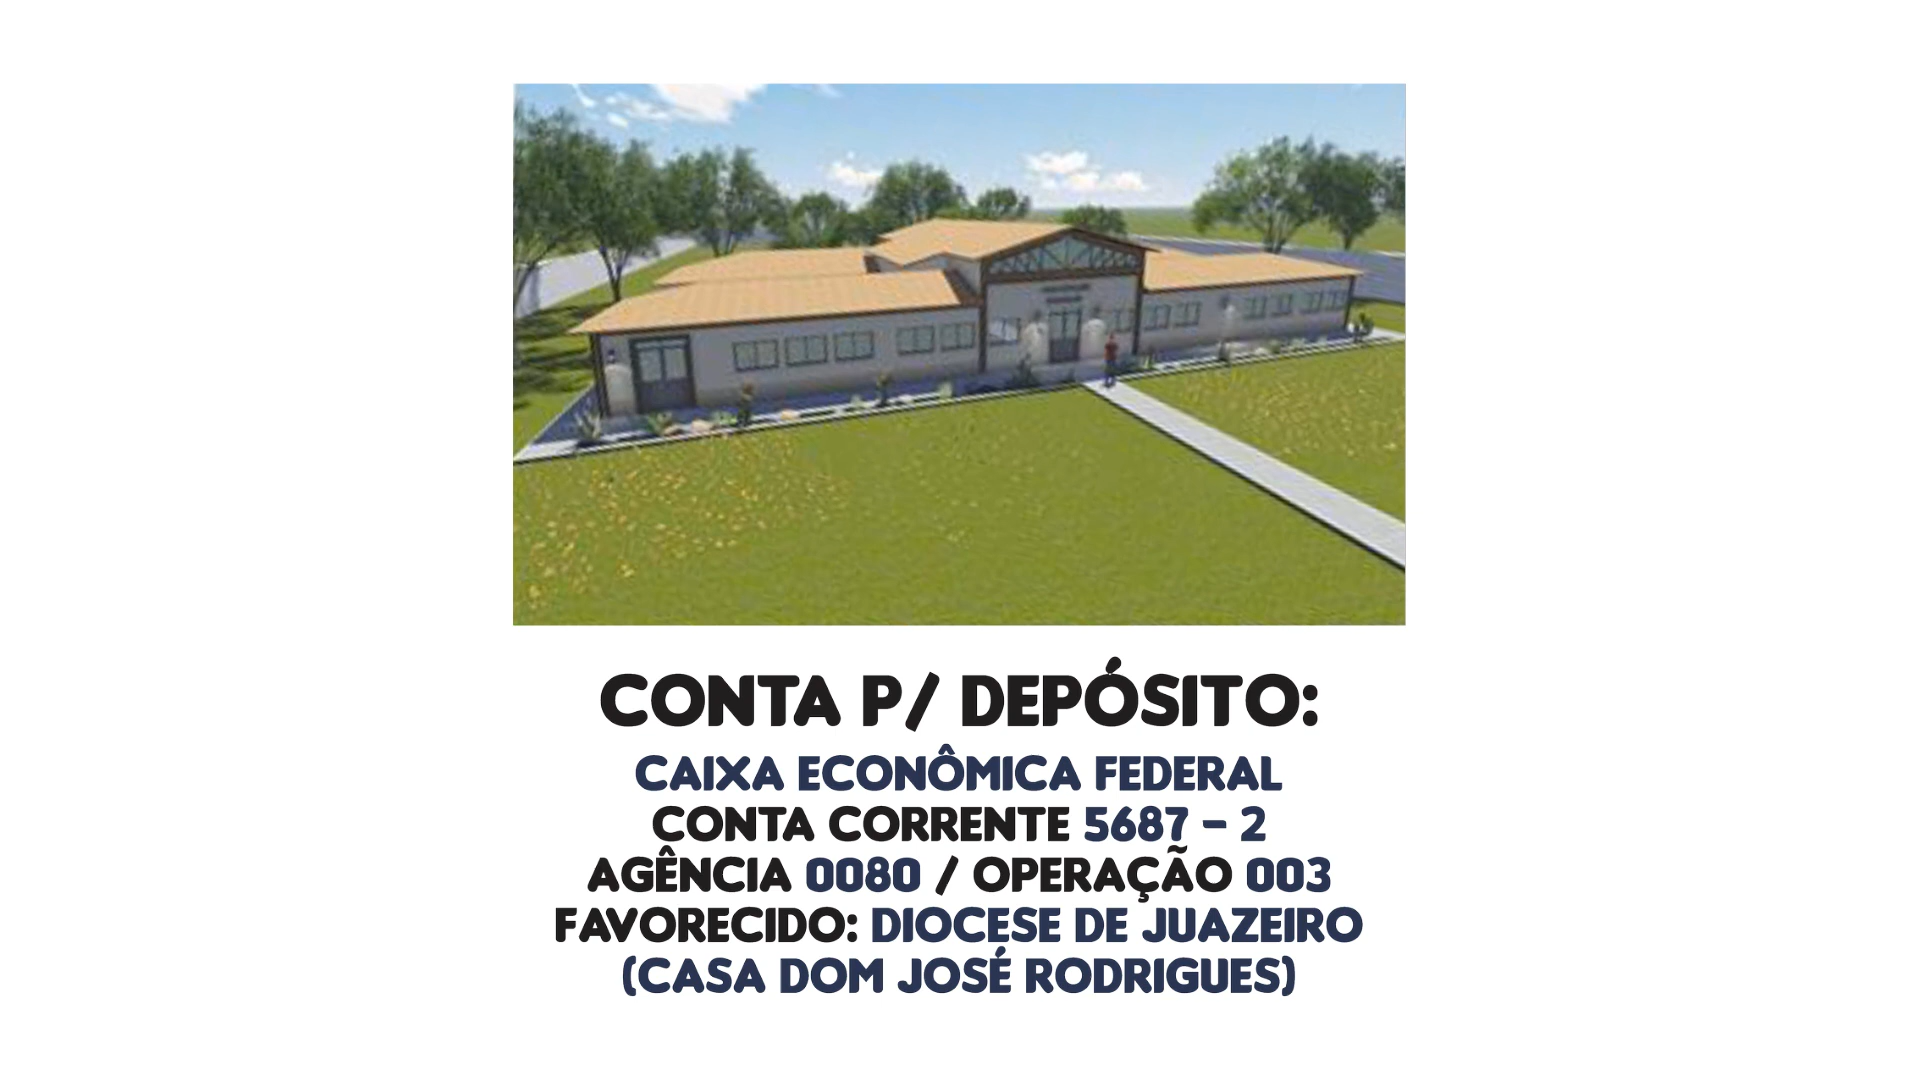 CONTA P/ DEPÓSITO:
CAIXA ECONÔMICA FEDERAL
CONTA CORRENTE 5687 – 2
AGÊNCIA 0080 / OPERAÇÃO 003
FAVORECIDO: DIOCESE DE JUAZEIRO
(CASA DOM JOSÉ RODRIGUES)